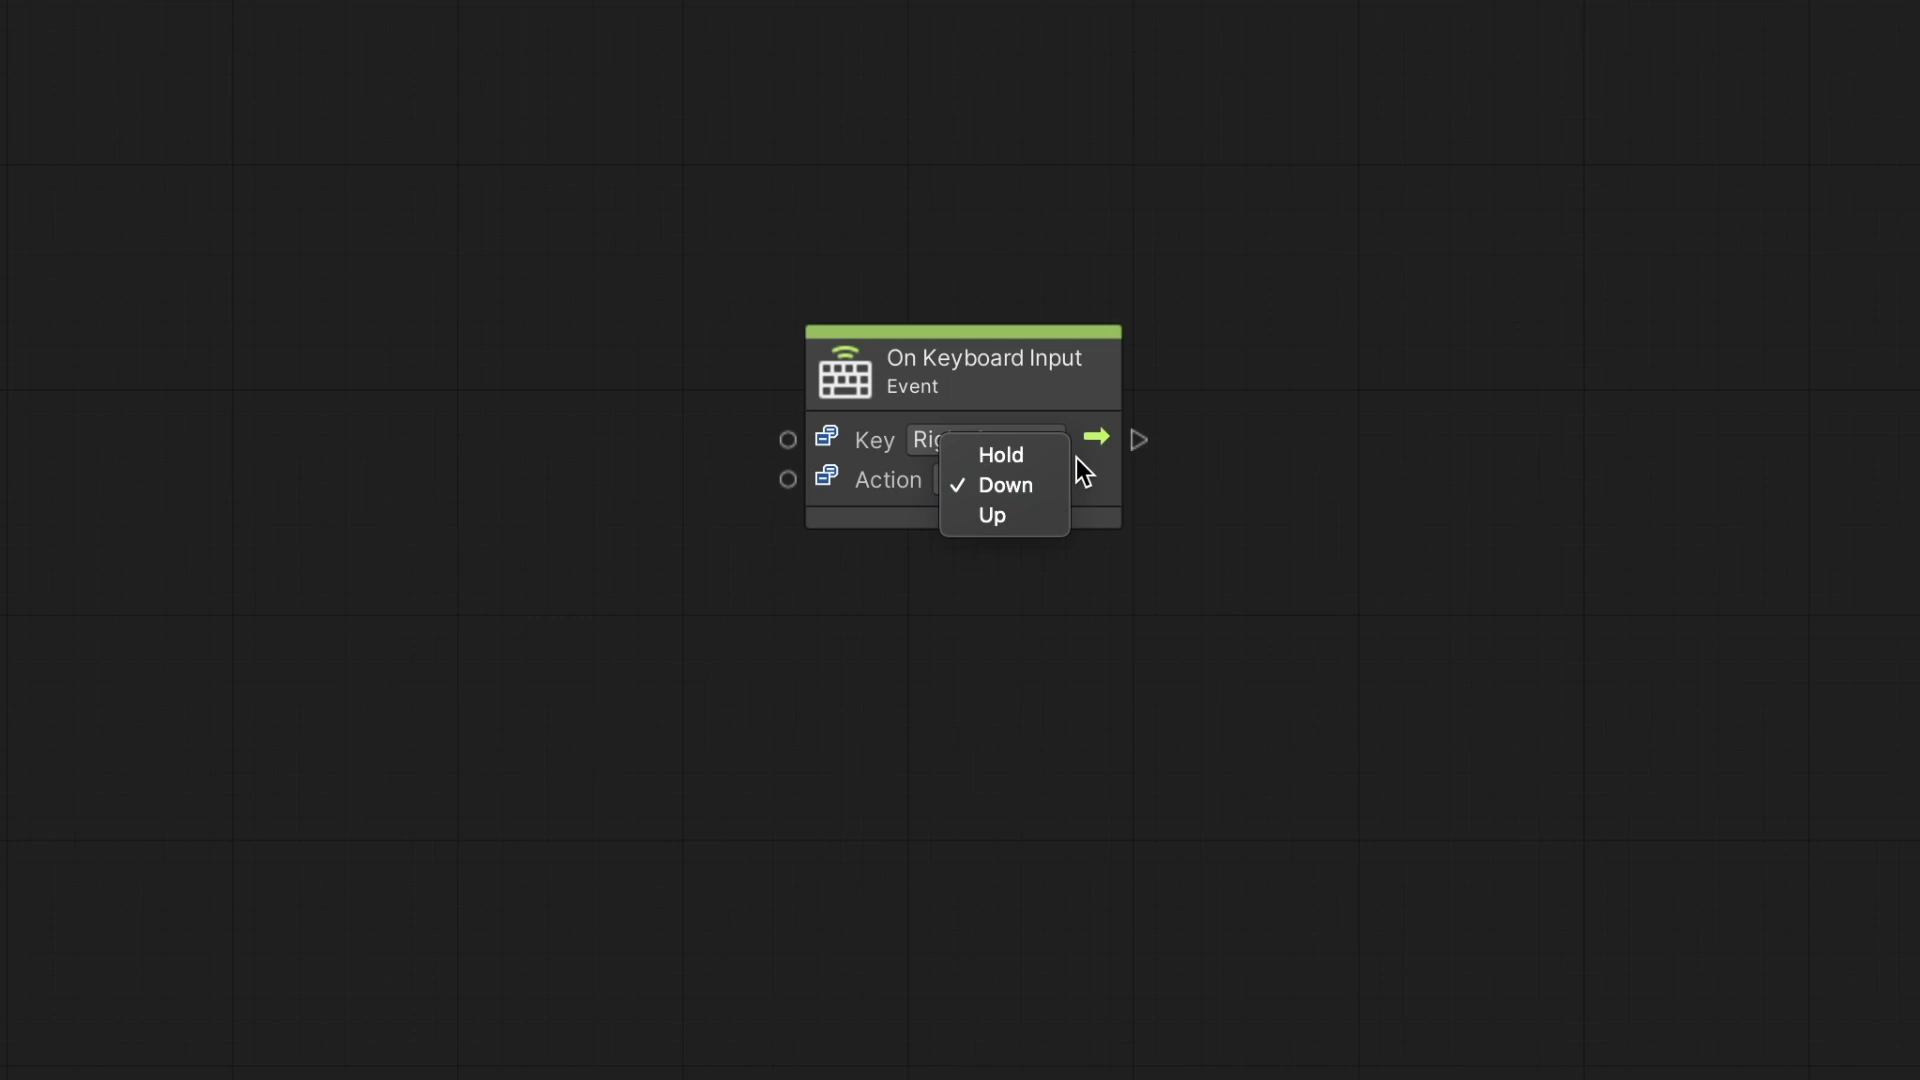 On Keyboard Input
Event
Key
Hold
Action
Down
Up